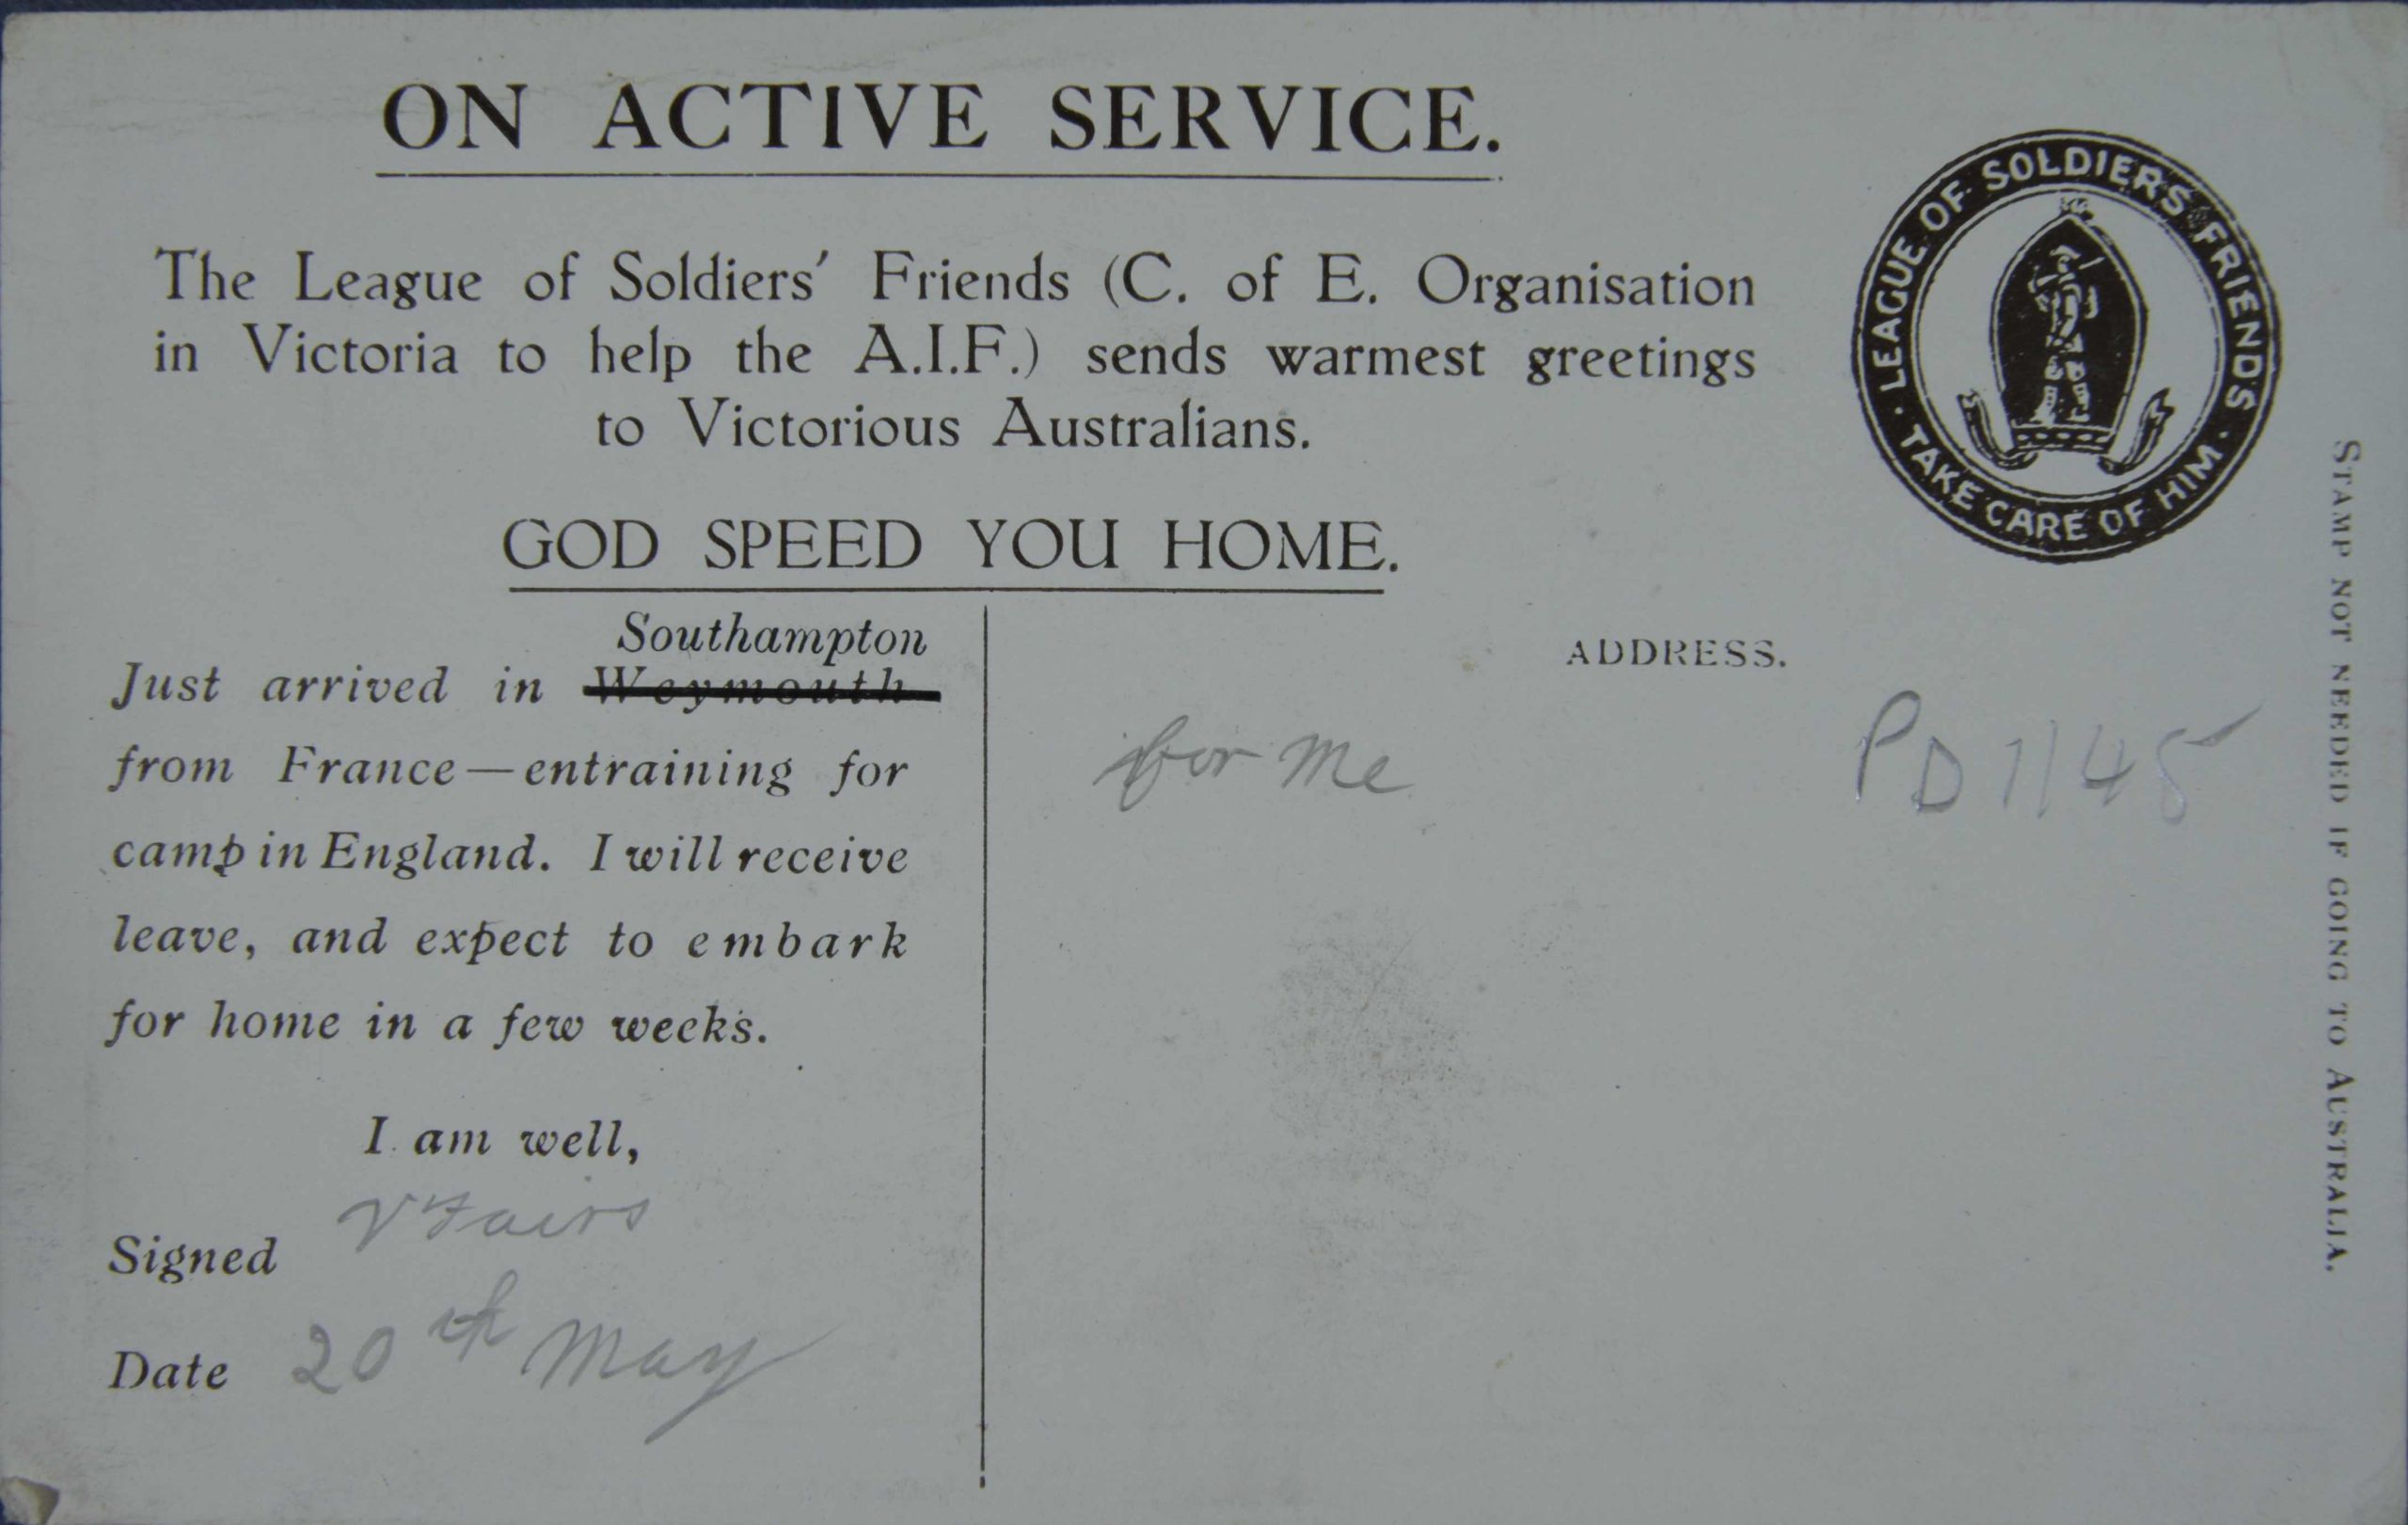 ON ACTIVE SERVICE.
The League of Soldiers' Friends (C. of E. Organisation
in Victoria to help the A.I.F.) sends warmest greetings
to Victorious Australians.
GOD SPEED YOU HOME.
LEAGUE OF SOLDIERS FRIENDS
· TAKE CARE OF HIM ·
STAMP NOT NEEDED IF GOING TO AUSTRALIA.
Southampton
Just arrived in Weymouth
from France—entraining for
camp in England. I will receive
leave, and expect to embark
for home in a few weeks.
I am well,
Signed V Fairs
Date 20th May
ADDRESS.
for Me
PD 1145